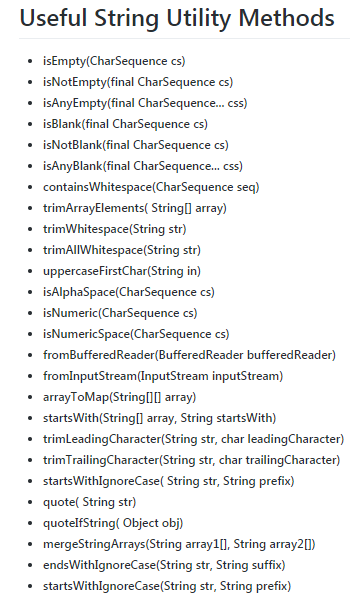 Useful String Utility Methods
isEmpty(CharSequence cs)
isNotEmpty(final CharSequence cs)
isAnyEmpty(final CharSequence... css)
isBlank(final CharSequence cs)
isNotBlank(final CharSequence cs)
isAnyBlank(final CharSequence... css)
containsWhitespace(CharSequence seq)
trimArrayElements( String[] array)
trimWhitespace(String str)
trimAllWhitespace(String str)
uppercaseFirstChar(String in)
isAlphaSpace(CharSequence cs)
isNumeric(CharSequence cs)
isNumericSpace(CharSequence cs)
fromBufferedReader(BufferedReader bufferedReader)
fromInputStream(InputStream inputStream)
arrayToMap(String[][] array)
startsWith(String[] array, String startsWith)
trimLeadingCharacter(String str, char leadingCharacter)
trimTrailingCharacter(String str, char trailingCharacter)
startsWithIgnoreCase( String str, String prefix)
quote( String str)
quoteIfString( Object obj)
mergeStringArrays(String array1[], String array2[])
endsWithIgnoreCase(String str, String suffix)
startsWithIgnoreCase(String str, String prefix)